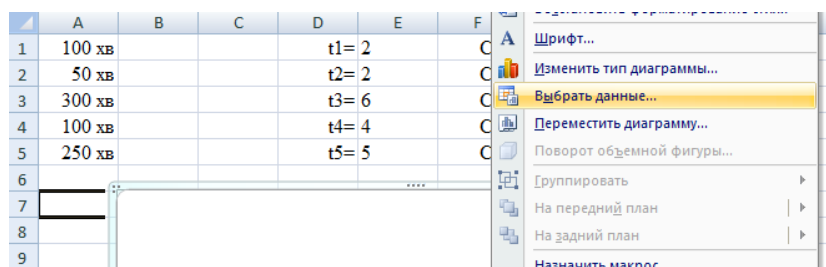 A B C D E F
1 100 хв t1= 2 C
Шрифт...
2 50 хв t2= 2 C
Изменить тип диаграммы...
3 300 хв t3= 6 C
Выбрать данные...
4 100 хв t4= 4 C
Переместить диаграмму...
5 250 хв t5= 5 C
Поворот объемной фигуры...
6
Группировать
7
На передний план
8
На задний план
9
Назначить макрос